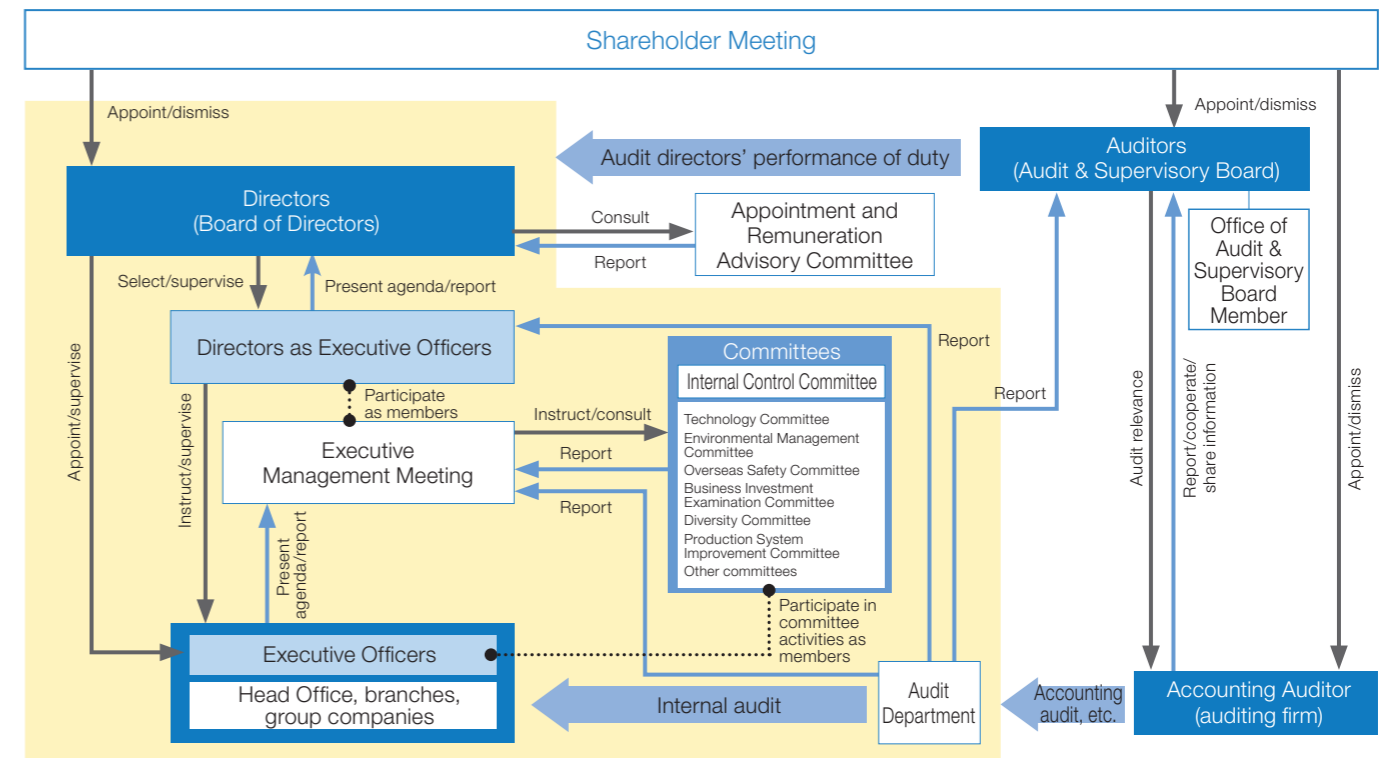 Shareholder Meeting
Appoint/dismiss
Appoint/dismiss
Audit directors’ performance of duty
Auditors
(Audit & Supervisory Board)
Directors
(Board of Directors)
Consult
Report
Appointment and
Remuneration
Advisory Committee
Office of
Audit &
Supervisory
Board
Member
Select/supervise
Present agenda/report
Directors as Executive Officers
Report
Committees
Internal Control Committee
Technology Committee
Environmental Management
Committee
Overseas Safety Committee
Business Investment
Examination Committee
Diversity Committee
Production System
Improvement Committee
Other committees
Participate
as members
Instruct/consult
Report
Report
Report
Executive
Management Meeting
Appoint/supervise
Instruct/supervise
Present
agenda/report
Audit relevance
Report/cooperate/
share information
Appoint/dismiss
Participate in
committee
activities as
members
Executive Officers
Head Office, branches,
group companies
Internal audit
Audit
Department
Accounting
audit, etc.
Accounting Auditor
(auditing firm)